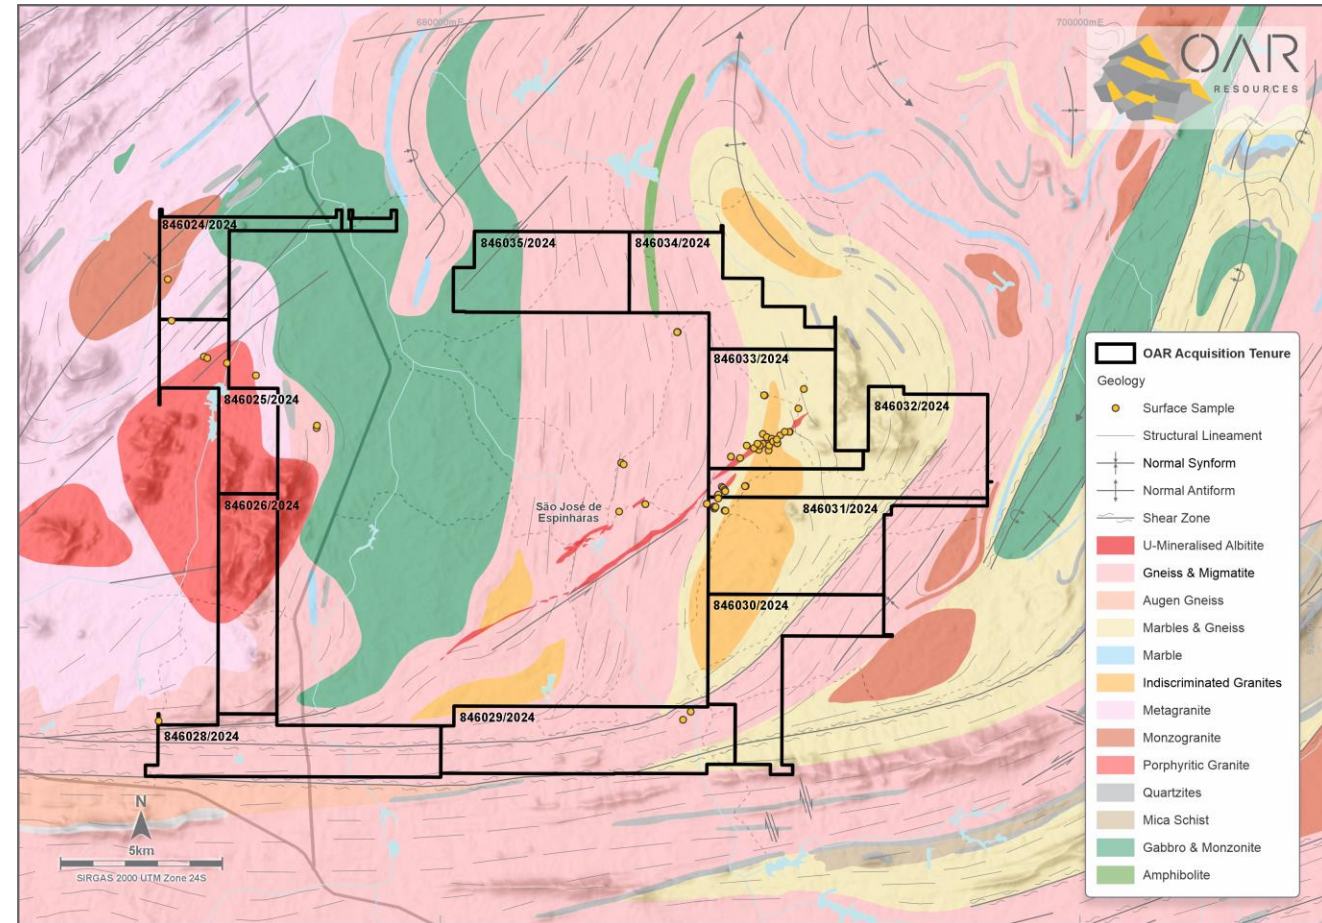 680000mE
700000mE
OAR
RESOURCES
846024/2024
846035/2024
846034/2024
846033/2024
846025/2024
846032/2024
846026/2024
São José de
Espinharas
846031/2024
846030/2024
846029/2024
846028/2024
OAR Acquisition Tenure
Geology
Surface Sample
Structural Lineament
Normal Synform
Normal Antiform
Shear Zone
U-Mineralised Albitite
Gneiss & Migmatite
Augen Gneiss
Marbles & Gneiss
Marble
Indiscriminated Granites
Metagranite
Monzogranite
Porphyritic Granite
Quartzites
Mica Schist
Gabbro & Monzonite
Amphibolite
N
5km
SIRGAS 2000 UTM Zone 24S